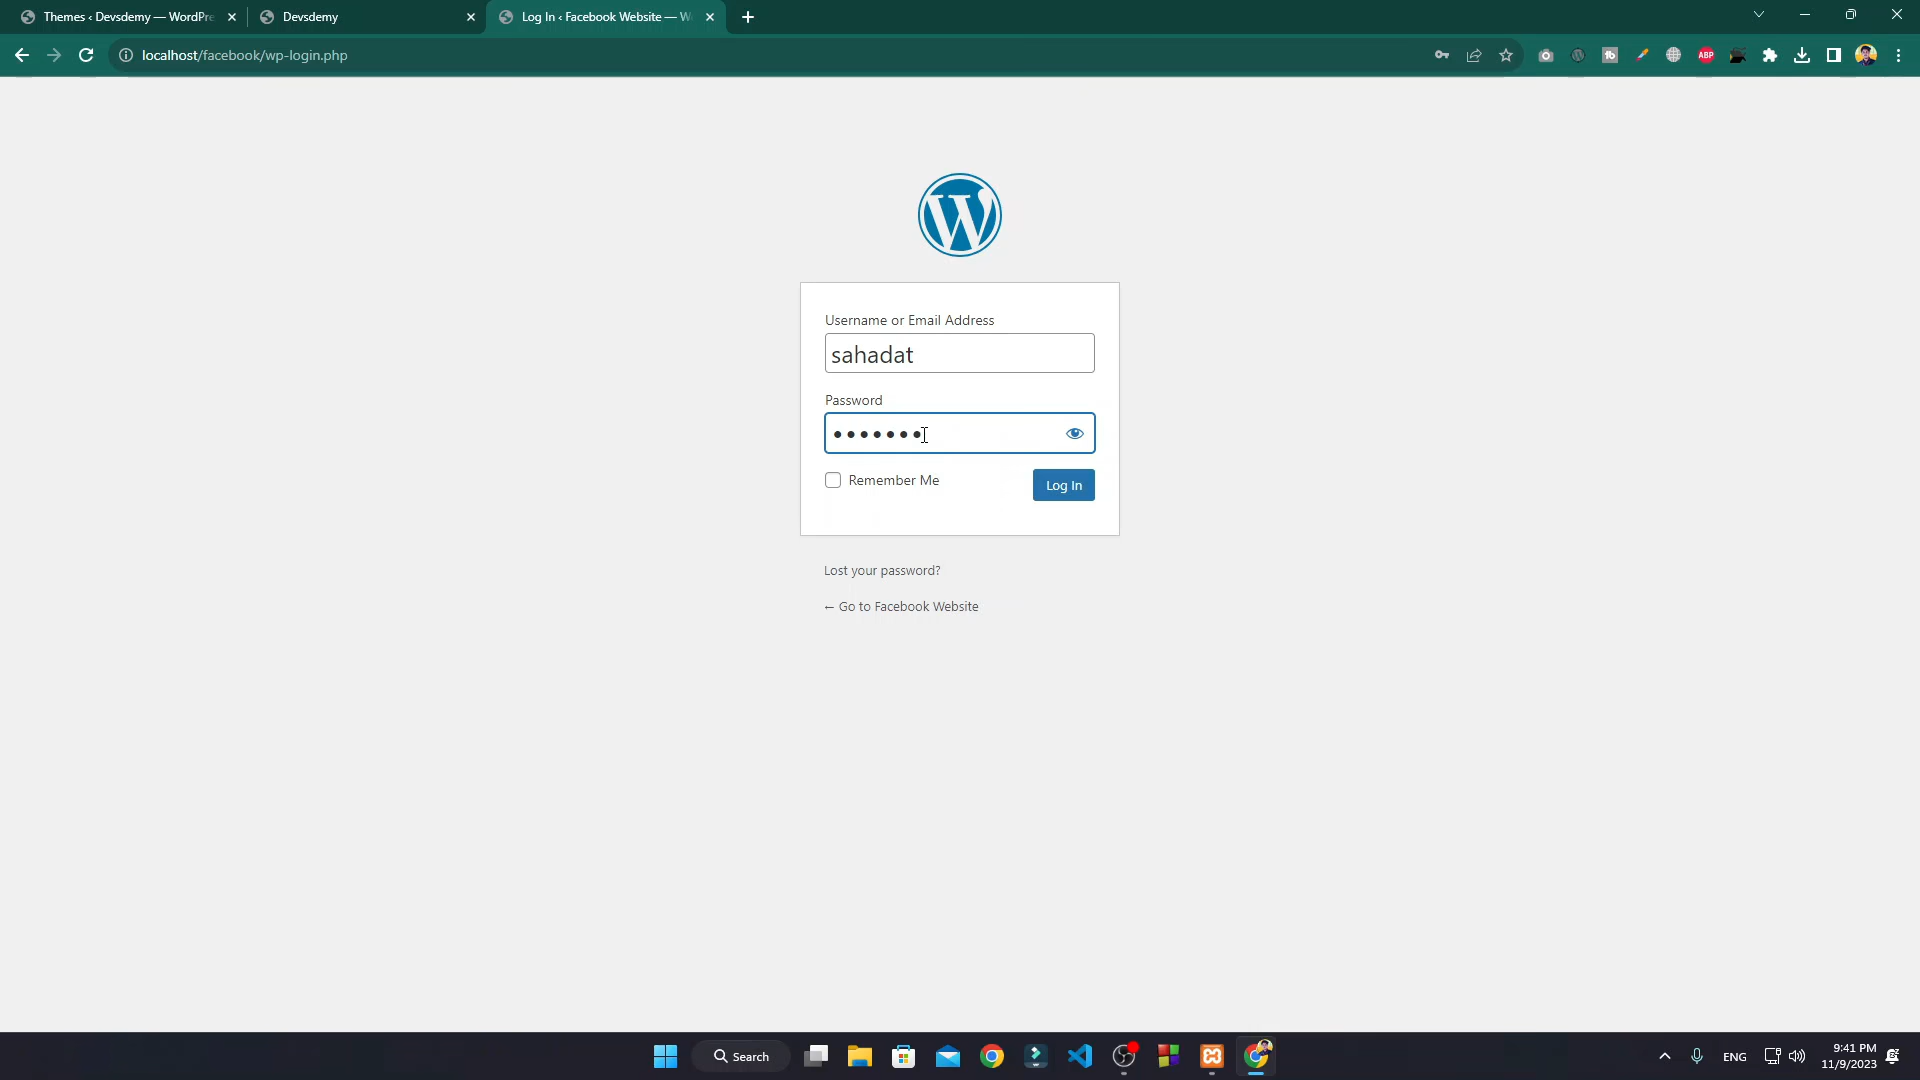 Themes ‹ Devsdemy — WordPre
Devsdemy
Log In ‹ Facebook Website — W
localhost/facebook/wp-login.php
ABP
Username or Email Address
sahadat
Password
•••••••
Remember Me
Log In
Lost your password?
← Go to Facebook Website
Search
ENG
9:41 PM
11/9/2023